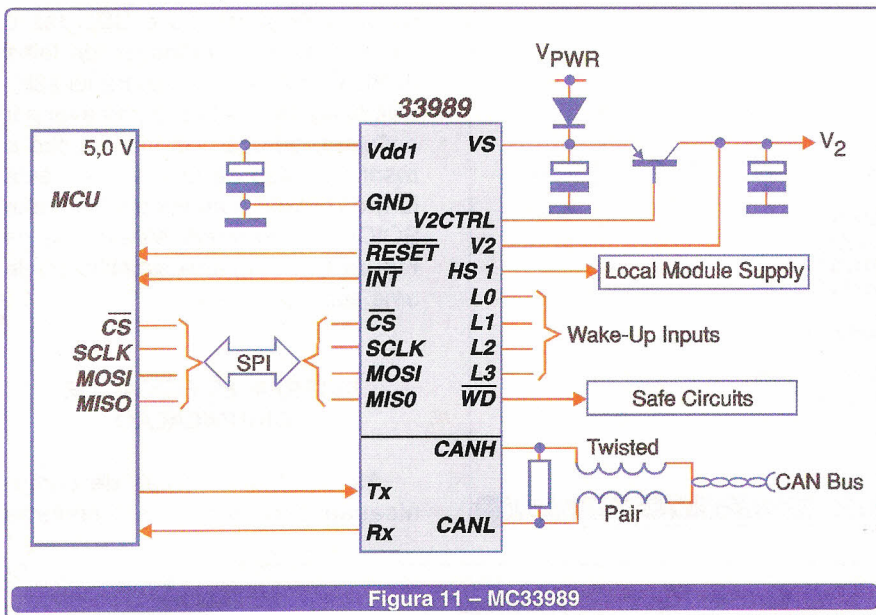 V_PWR
33989
5,0 V
MCU
Vdd1
VS
V_2
GND
V2CTRL
RESET
V2
INT
HS 1
Local Module Supply
L0
CS
CS
L1
Wake-Up Inputs
SCLK
SPI
SCLK
L2
MOSI
MOSI
L3
MISO
MIS0
WD
Safe Circuits
CANH
Twisted
CAN Bus
Tx
Pair
Rx
CANL
Figura 11 – MC33989